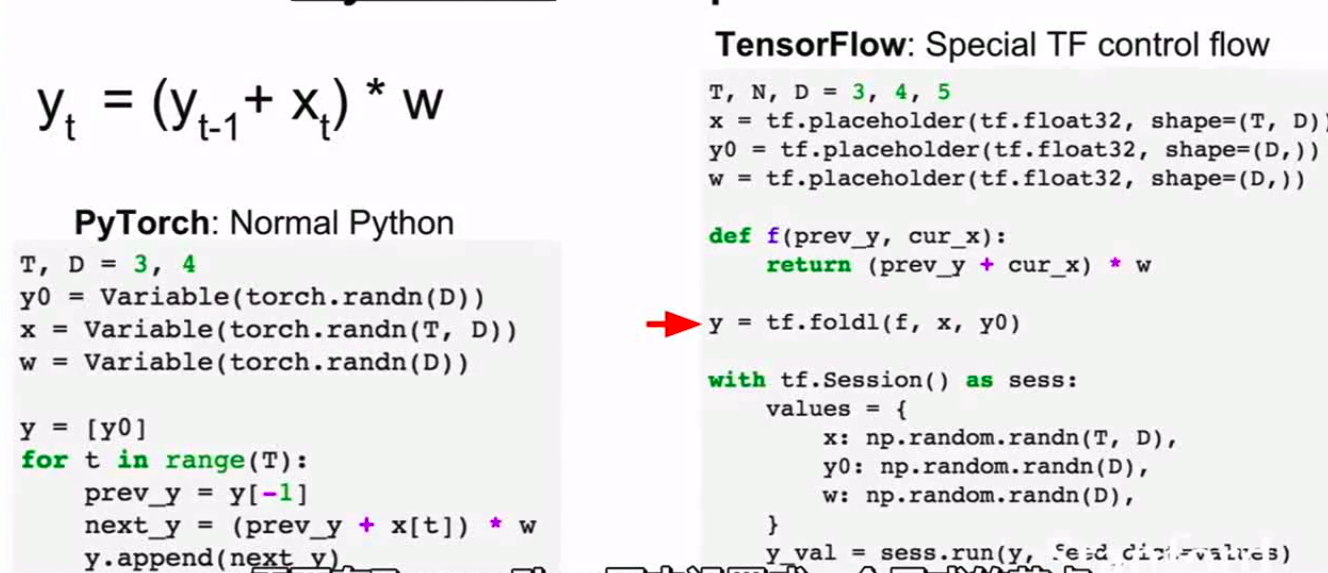 TensorFlow: Special TF control flow
y_t = (y_{t-1} + x_t) * w
PyTorch: Normal Python
T, D = 3, 4
y0 = Variable(torch.randn(D))
x = Variable(torch.randn(T, D))
w = Variable(torch.randn(D))
y = [y0]
for t in range(T):
    prev_y = y[-1]
    next_y = (prev_y + x[t]) * w
    y.append(next_y)
T, N, D = 3, 4, 5
x = tf.placeholder(tf.float32, shape=(T, D))
y0 = tf.placeholder(tf.float32, shape=(D,))
w = tf.placeholder(tf.float32, shape=(D,))
def f(prev_y, cur_x):
    return (prev_y + cur_x) * w
y = tf.foldl(f, x, y0)
with tf.Session() as sess:
    values = {
        x: np.random.randn(T, D),
        y0: np.random.randn(D),
        w: np.random.randn(D),
    }
    y_val = sess.run(y, feed_dict=values)